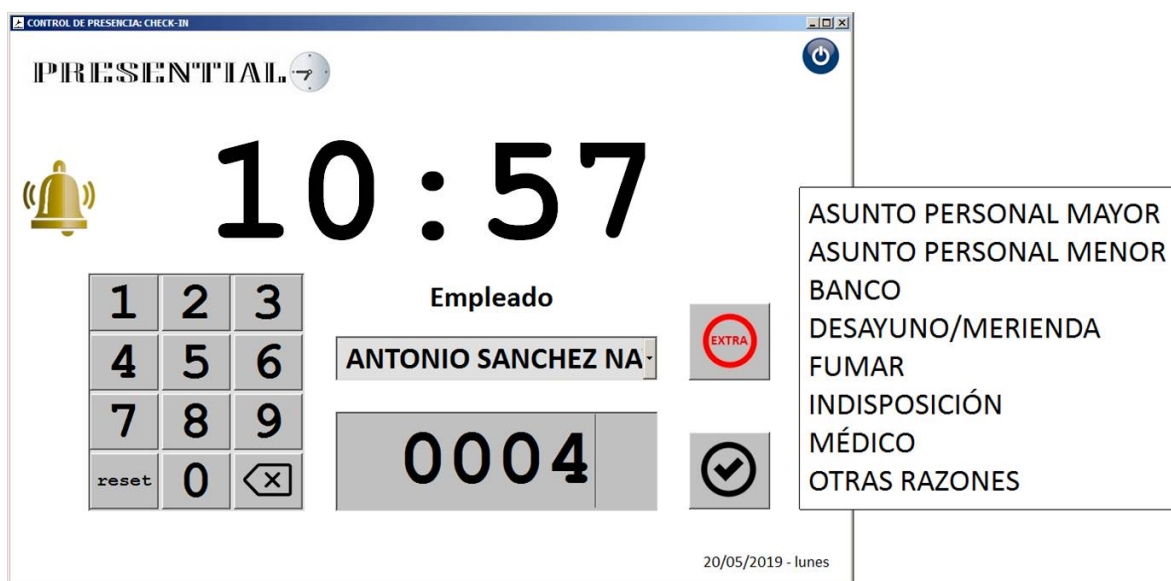 CONTROL DE PRESENCIA: CHECK-IN
PRESENTIAL
10:57
1 2 3
4 5 6
7 8 9
reset 0
Empleado
ANTONIO SANCHEZ NA
0004
EXTRA
ASUNTO PERSONAL MAYOR
ASUNTO PERSONAL MENOR
BANCO
DESAYUNO/MERIENDA
FUMAR
INDISPOSICIÓN
MÉDICO
OTRAS RAZONES
20/05/2019 - lunes